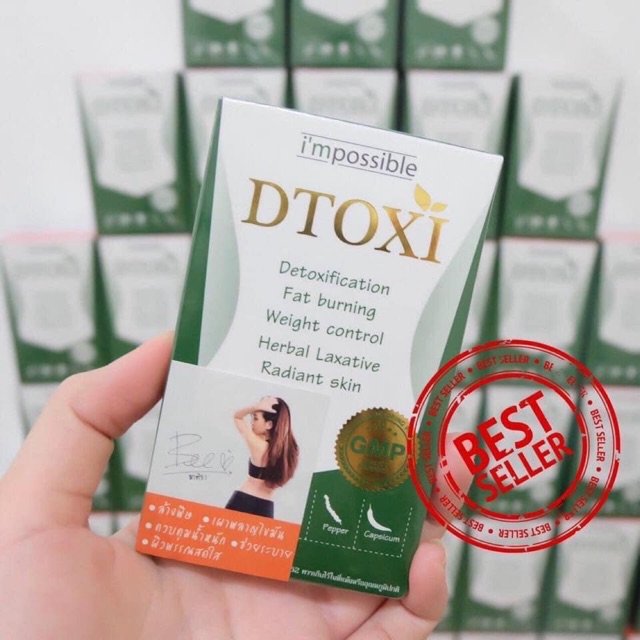 i'mpossible
DTOXI
Detoxification
Fat burning
Weight control
Herbal Laxative
Radiant skin
Bee
GMP
• ล้างพิษ • เผาผลาญไขมัน
• ควบคุมน้ำหนัก • ช่วยระบาย
• ผิวพรรณสดใส
Pepper
Capsicum
BEST SELLER
BEST
SELLER
BEST SELLER